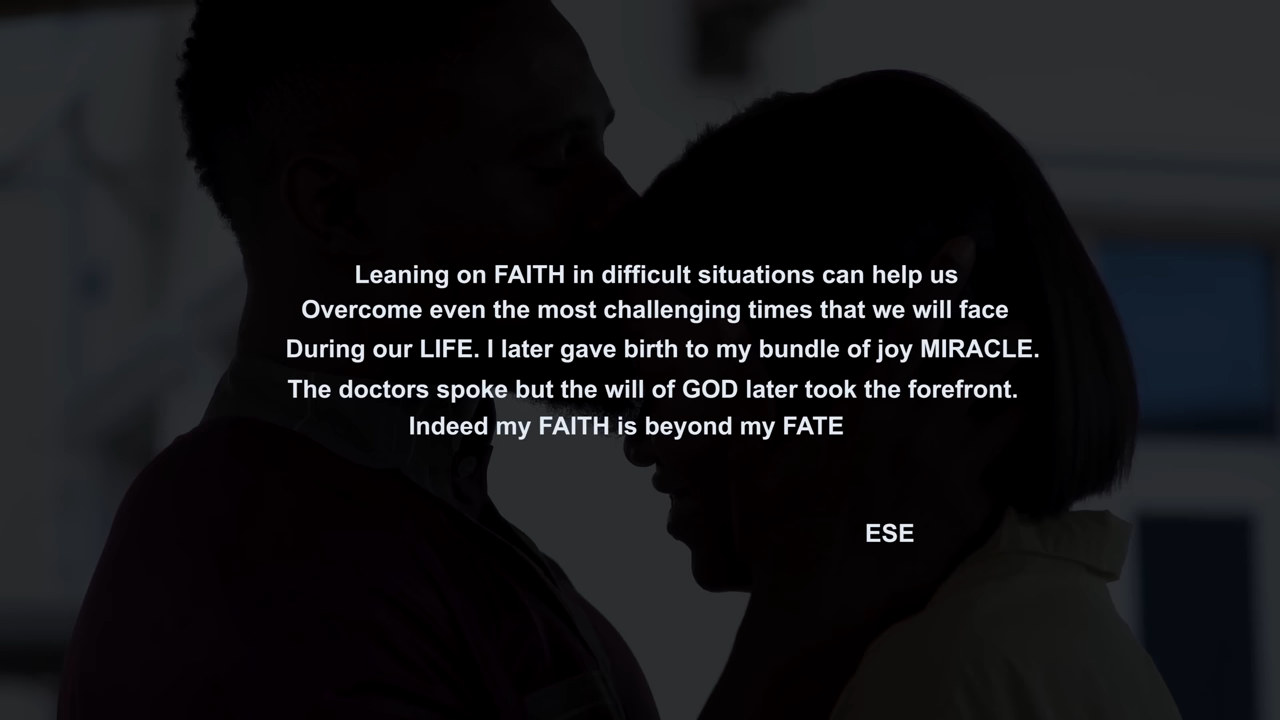 Leaning on FAITH in difficult situations can help us
Overcome even the most challenging times that we will face
During our LIFE. I later gave birth to my bundle of joy MIRACLE.
The doctors spoke but the will of GOD later took the forefront.
Indeed my FAITH is beyond my FATE
ESE